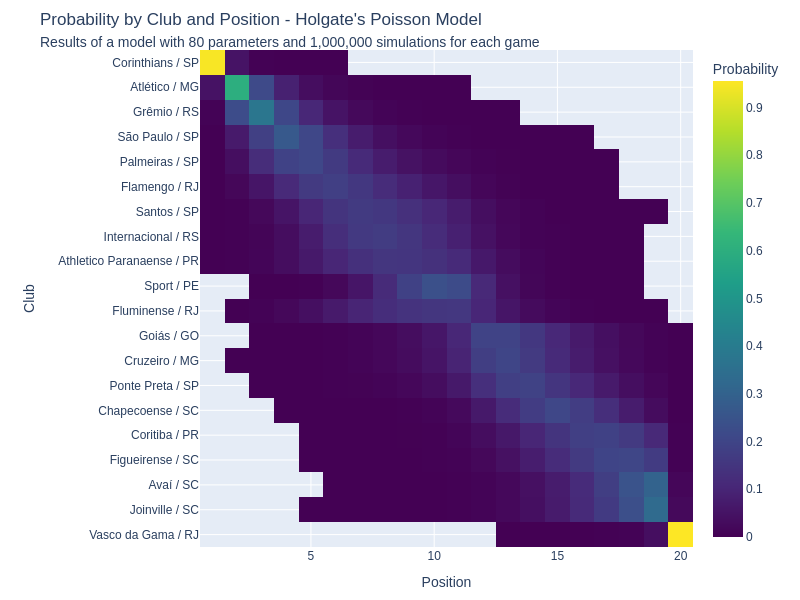 Probability by Club and Position - Holgate's Poisson Model
Results of a model with 80 parameters and 1,000,000 simulations for each game
Club
Corinthians / SP
Atlético / MG
Grêmio / RS
São Paulo / SP
Palmeiras / SP
Flamengo / RJ
Santos / SP
Internacional / RS
Athletico Paranaense / PR
Sport / PE
Fluminense / RJ
Goiás / GO
Cruzeiro / MG
Ponte Preta / SP
Chapecoense / SC
Coritiba / PR
Figueirense / SC
Avaí / SC
Joinville / SC
Vasco da Gama / RJ
5 10 15 20
Position
Probability
0.9
0.8
0.7
0.6
0.5
0.4
0.3
0.2
0.1
0